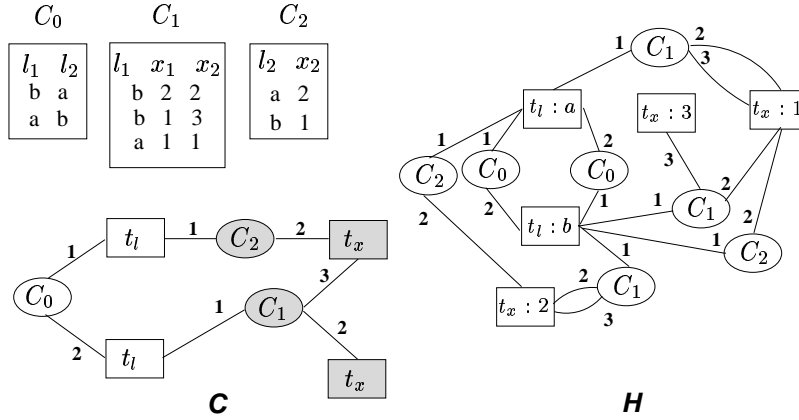 C₀ C₁ C₂
l₁ l₂
b a
a b
l₁ x₁ x₂
b 2 2
b 1 3
a 1 1
l₂ x₂
a 2
b 1
C₀
1
2
tₗ
1
C₂
2
tₓ
tₗ
1
C₁
3
2
tₓ
C
C₁
1
2
3
tₗ : a
tₓ : 3
tₓ : 1
1
1
2
3
C₂
C₀
C₀
2
2
1
1
C₁
2
tₗ : b
1
2
C₂
1
tₓ : 2
2
3
C₁
H